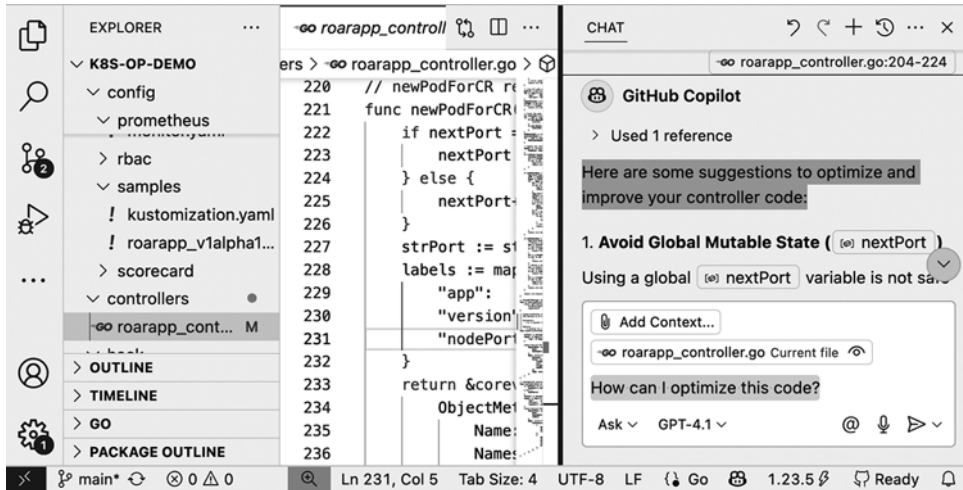 EXPLORER
K8S-OP-DEMO
config
prometheus
rbac
samples
! kustomization.yaml
! roarapp_v1alpha1...
scorecard
controllers
roarapp_cont... M
OUTLINE
TIMELINE
GO
PACKAGE OUTLINE
2
1
roarapp_controll
ers > roarapp_controller.go >
220 // newPodForCR re
221 func newPodForCR(
222 if nextPort =
223 nextPort
224 } else {
225 nextPort+
226 }
227 strPort := st
228 labels := map
229 "app":
230 "version"
231 "nodePort
232 }
233 return &corev
234 ObjectMet
235 Name:
236 Names
CHAT
roarapp_controller.go:204-224
GitHub Copilot
> Used 1 reference
Here are some suggestions to optimize and
improve your controller code:
1. Avoid Global Mutable State ( nextPort )
Using a global nextPort variable is not safe
Add Context...
roarapp_controller.go Current file
How can I optimize this code?
Ask GPT-4.1
main* 0 0 Ln 231, Col 5 Tab Size: 4 UTF-8 LF Go 1.23.5 Ready